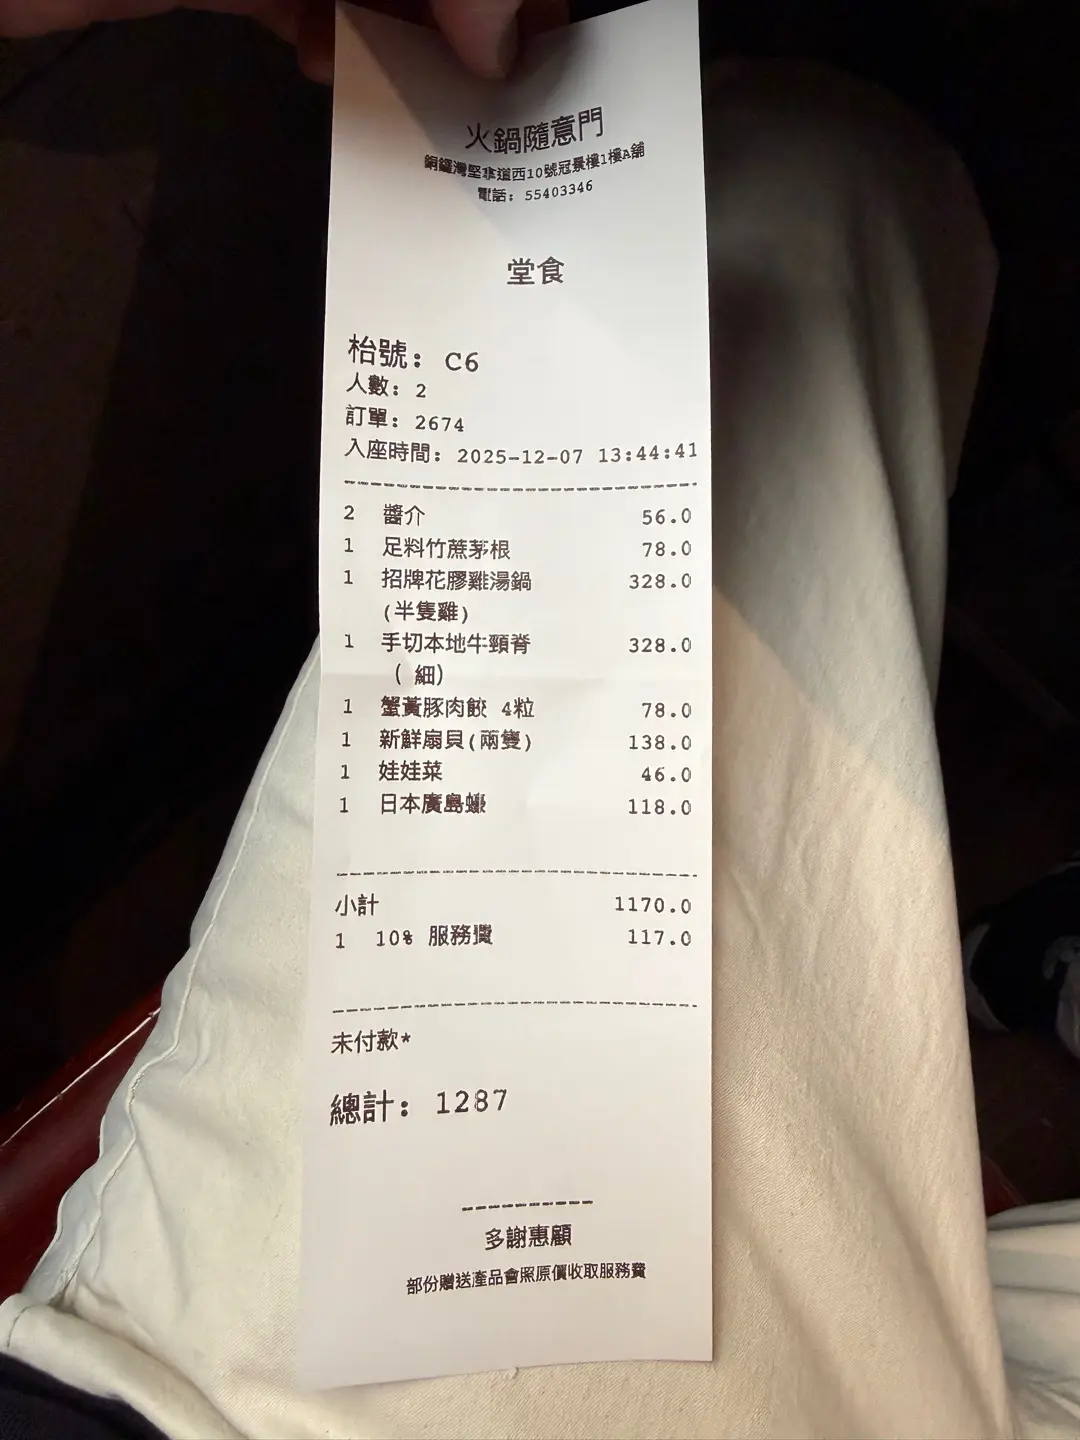 火鍋隨意門
銅鑼灣堅拿道西10號冠景樓1樓A舖
電話: 55403346
堂食
枱號: C6
人數: 2
訂單: 2674
入座時間: 2025-12-07 13:44:41
2 醬介 56.0
1 足料竹蔗茅根 78.0
1 招牌花膠雞湯鍋 328.0
(半隻雞)
1 手切本地牛頸脊 328.0
( 細)
1 蟹黃豚肉餃 4粒 78.0
1 新鮮扇貝(兩隻) 138.0
1 娃娃菜 46.0
1 日本廣島蠔 118.0
小計 1170.0
1 10% 服務費 117.0
未付款*
總計: 1287
多謝惠顧
部份贈送產品會照原價收取服務費